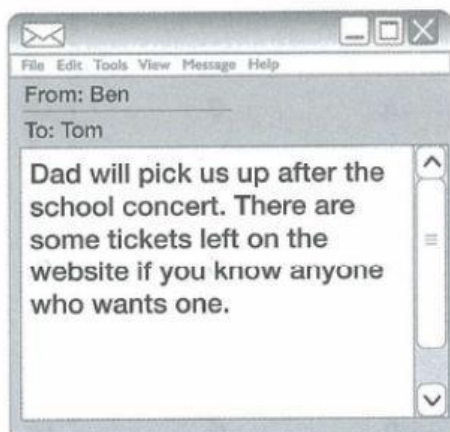 File Edit Tools View Message Help
From: Ben
To: Tom
Dad will pick us up after the
school concert. There are
some tickets left on the
website if you know anyone
who wants one.